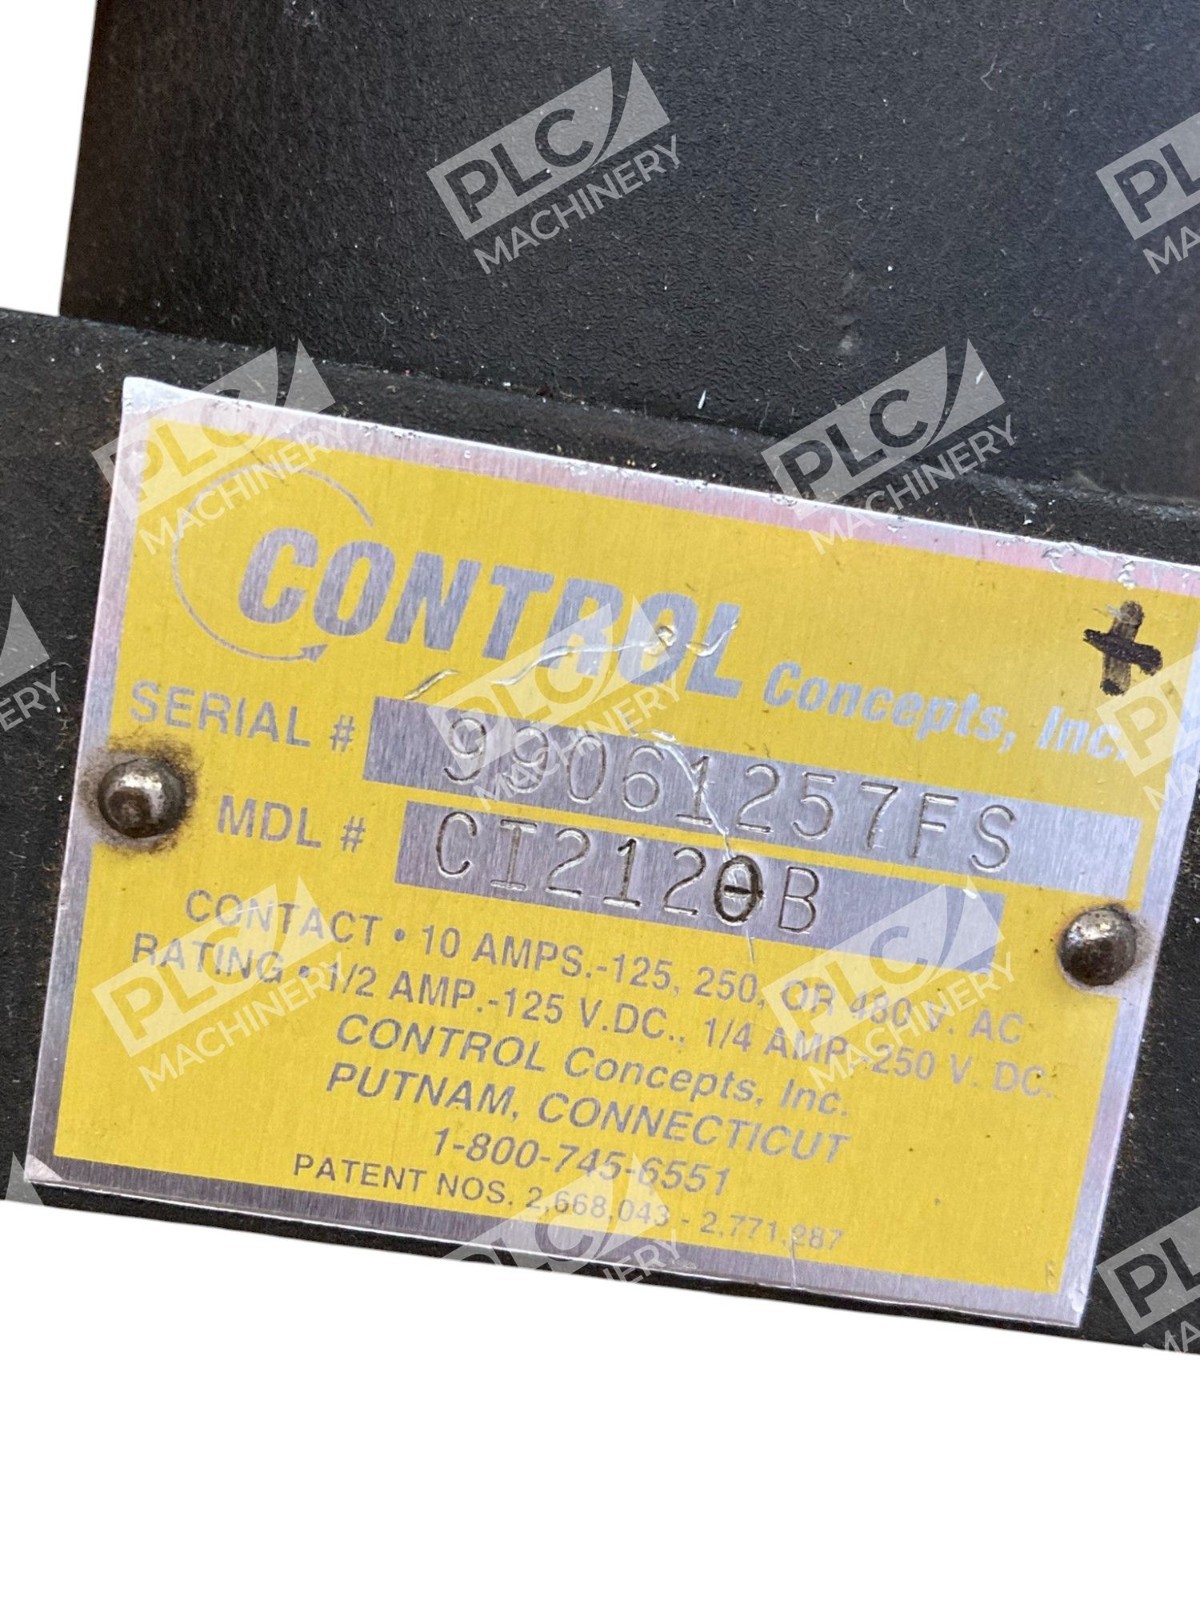 CONTROL Concepts, Inc.
SERIAL # 99061257FS
MDL # CI2120B
CONTACT • 10 AMPS.-125, 250, OR 480 V. AC
RATING • 1/2 AMP.-125 V.DC., 1/4 AMP-250 V. DC.
CONTROL Concepts, Inc.
PUTNAM, CONNECTICUT
1-800-745-6551
PATENT NOS. 2,668,043 - 2,771,287
PLC MACHINERY